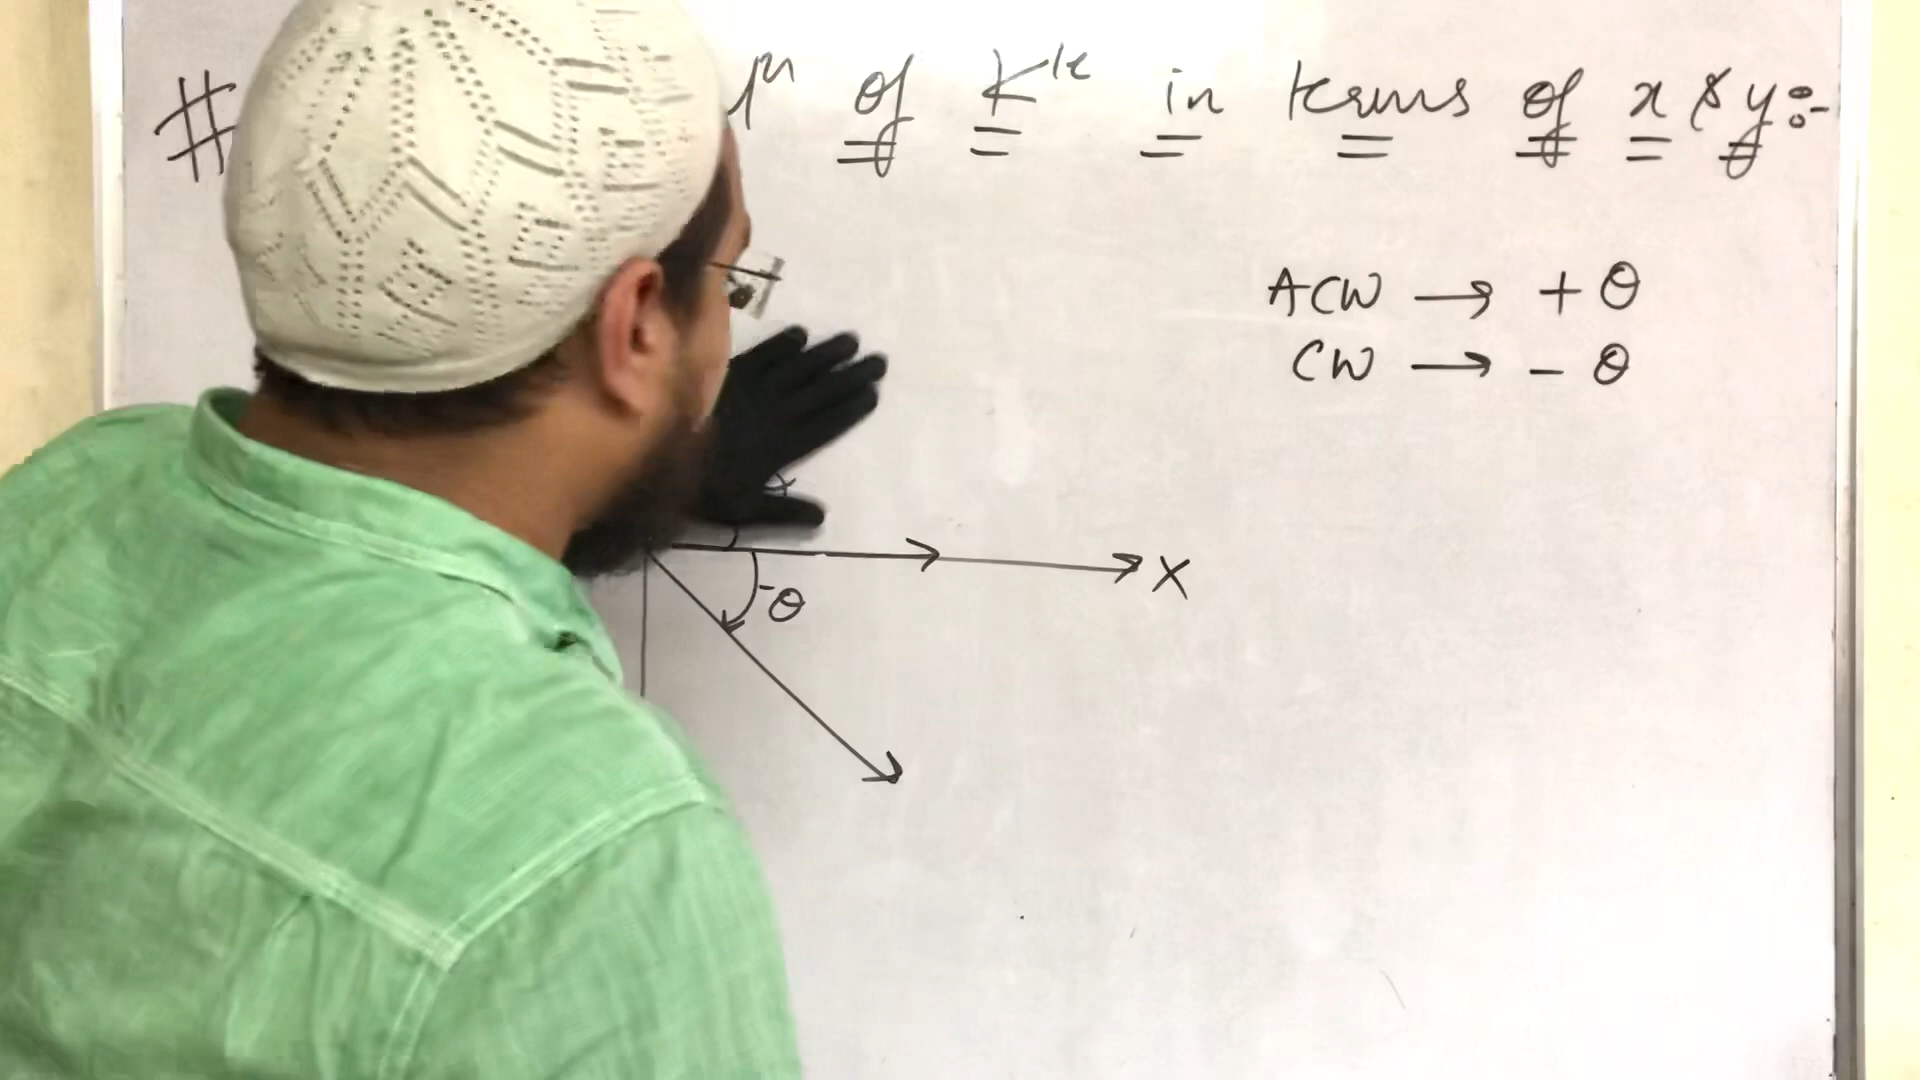 # of K in terms of x & y :-
ACW → + θ
CW → - θ
X
-θ